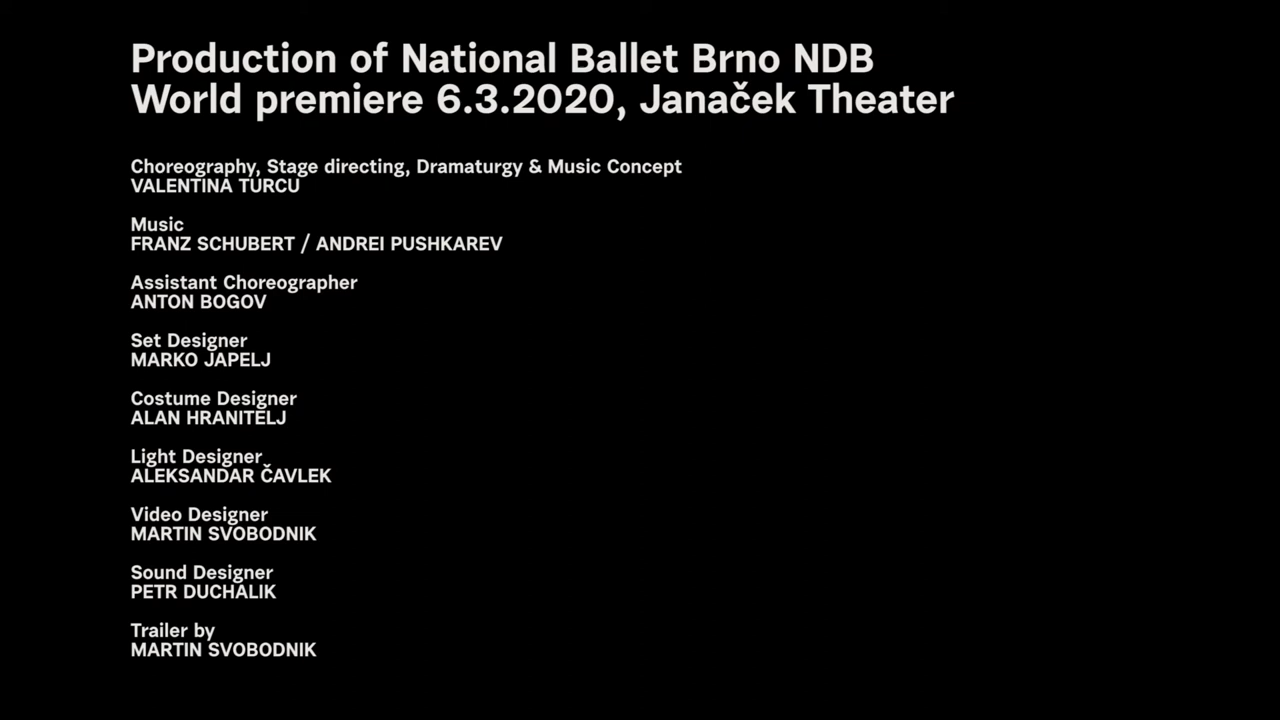 Production of National Ballet Brno NDB
World premiere 6.3.2020, Janaček Theater
Choreography, Stage directing, Dramaturgy & Music Concept
VALENTINA TURCU
Music
FRANZ SCHUBERT / ANDREI PUSHKAREV
Assistant Choreographer
ANTON BOGOV
Set Designer
MARKO JAPELJ
Costume Designer
ALAN HRANITELJ
Light Designer
ALEKSANDAR ČAVLEK
Video Designer
MARTIN SVOBODNIK
Sound Designer
PETR DUCHALIK
Trailer by
MARTIN SVOBODNIK